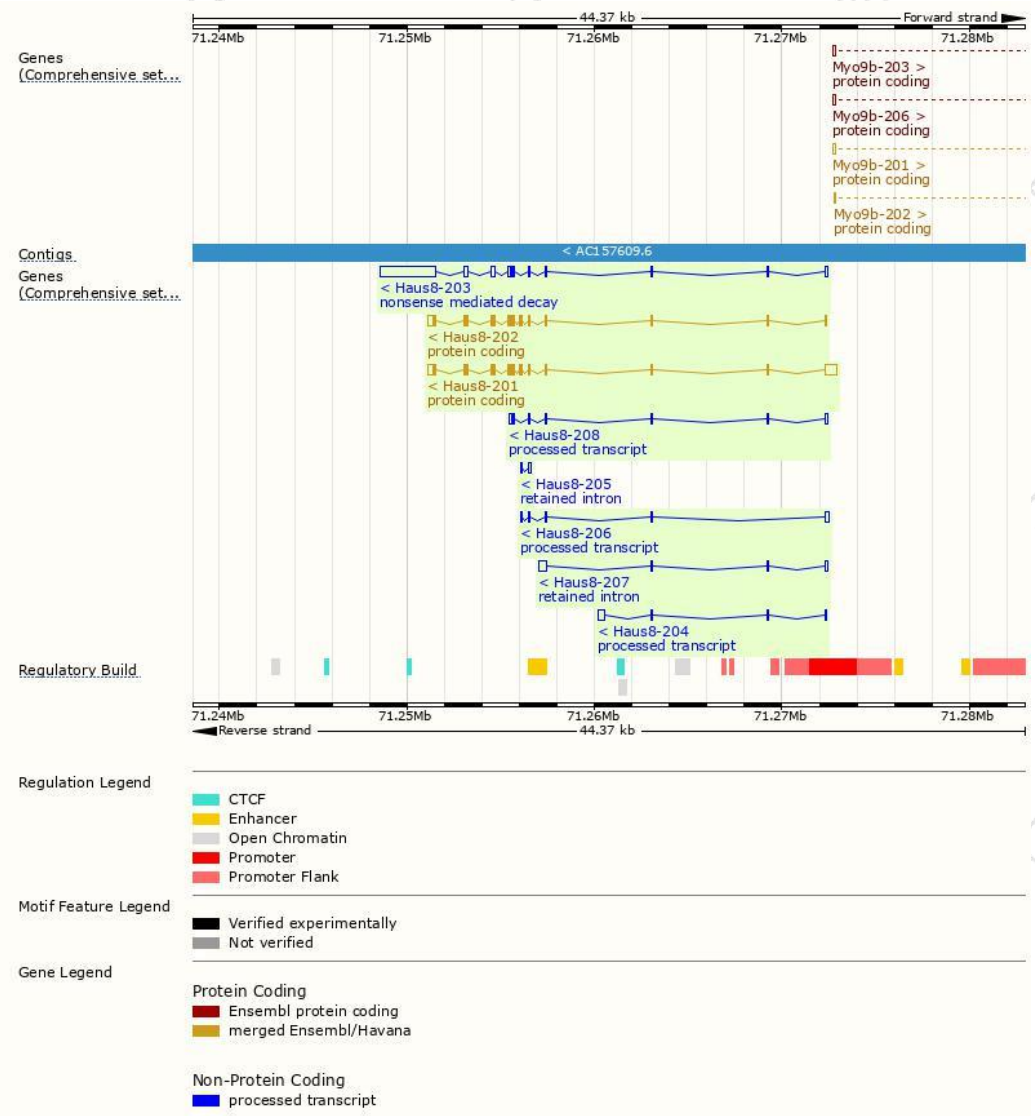 44.37 kb
Forward strand
71.24Mb 71.25Mb 71.26Mb 71.27Mb 71.28Mb
Genes
(Comprehensive set...
Myo9b-203 >
protein coding
Myo9b-206 >
protein coding
Myo9b-201 >
protein coding
Myo9b-202 >
protein coding
Contigs
< AC157609.6
Genes
(Comprehensive set...
< Haus8-203
nonsense mediated decay
< Haus8-202
protein coding
< Haus8-201
protein coding
< Haus8-208
processed transcript
< Haus8-205
retained intron
< Haus8-206
processed transcript
< Haus8-207
retained intron
< Haus8-204
processed transcript
Regulatory Build
71.24Mb 71.25Mb 71.26Mb 71.27Mb 71.28Mb
Reverse strand
44.37 kb
Regulation Legend
CTCF
Enhancer
Open Chromatin
Promoter
Promoter Flank
Motif Feature Legend
Verified experimentally
Not verified
Gene Legend
Protein Coding
Ensembl protein coding
merged Ensembl/Havana
Non-Protein Coding
processed transcript